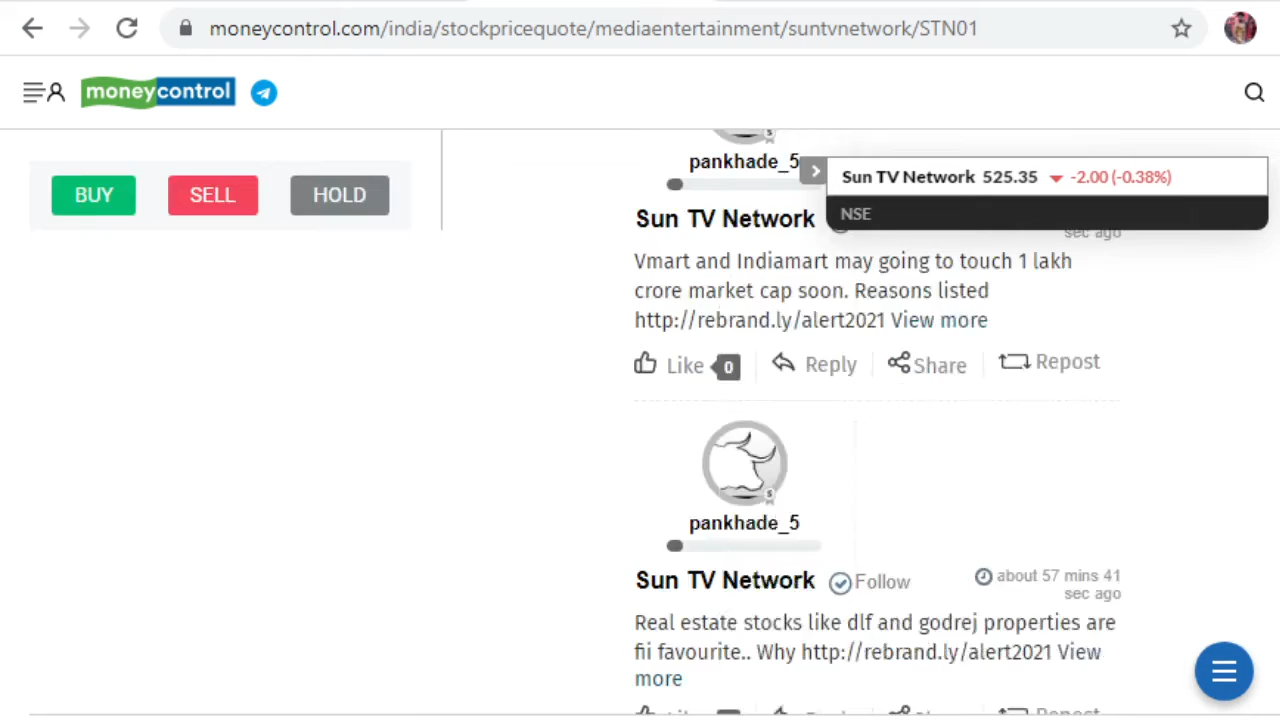 moneycontrol.com/india/stockpricequote/mediaentertainment/suntvnetwork/STN01
moneycontrol
BUY
SELL
HOLD
pankhade_5
Sun TV Network 525.35 -2.00 (-0.38%)
NSE
Sun TV Network
sec ago
Vmart and Indiamart may going to touch 1 lakh
crore market cap soon. Reasons listed
http://rebrand.ly/alert2021 View more
Like 0 Reply Share Repost
pankhade_5
Sun TV Network Follow about 57 mins 41
sec ago
Real estate stocks like dlf and godrej properties are
fii favourite.. Why http://rebrand.ly/alert2021 View
more